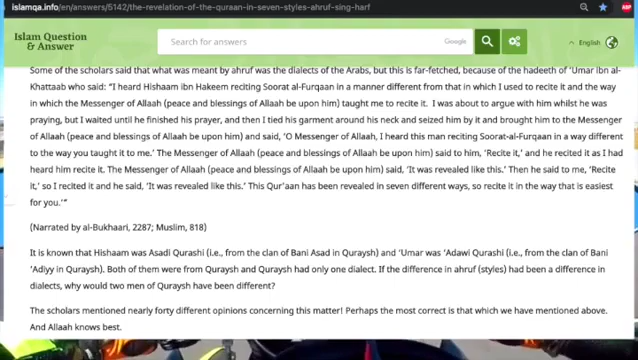 islamqa.info/en/answers/5142/the-revelation-of-the-quraan-in-seven-styles-ahruf-sing-harf
Islam Question
& Answer
Search for answers
Google
English
Some of the scholars said that what was meant by ahruf was the dialects of the Arabs, but this is far-fetched, because of the hadeeth of 'Umar ibn al-
Khattaab who said: "I heard Hishaam ibn Hakeem reciting Soorat al-Furqaan in a manner different from that in which I used to recite it and the way
in which the Messenger of Allaah (peace and blessings of Allaah be upon him) taught me to recite it. I was about to argue with him whilst he was
praying, but I waited until he finished his prayer, and then I tied his garment around his neck and seized him by it and brought him to the Messenger
of Allaah (peace and blessings of Allaah be upon him) and said, 'O Messenger of Allaah, I heard this man reciting Soorat-al-Furqaan in a way different
to the way you taught it to me.' The Messenger of Allaah (peace and blessings of Allaah be upon him) said to him, 'Recite it,' and he recited it as I had
heard him recite it. The Messenger of Allaah (peace and blessings of Allaah be upon him) said, 'It was revealed like this.' Then he said to me, 'Recite
it,' so I recited it and he said, 'It was revealed like this.' This Qur'aan has been revealed in seven different ways, so recite it in the way that is easiest
for you.'"
(Narrated by al-Bukhaari, 2287; Muslim, 818)
It is known that Hishaam was Asadi Qurashi (i.e., from the clan of Bani Asad in Quraysh) and 'Umar was 'Adawi Qurashi (i.e., from the clan of Bani
'Adiyy in Quraysh). Both of them were from Quraysh and Quraysh had only one dialect. If the difference in ahruf (styles) had been a difference in
dialects, why would two men of Quraysh have been different?
The scholars mentioned nearly forty different opinions concerning this matter! Perhaps the most correct is that which we have mentioned above.
And Allaah knows best.